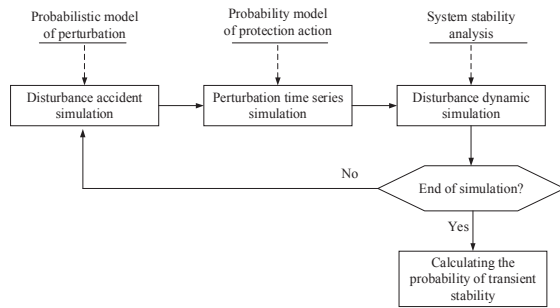 Probabilistic model
of perturbation
Probability model
of protection action
System stability
analysis
Disturbance accident
simulation
Perturbation time series
simulation
Disturbance dynamic
simulation
No
End of simulation?
Yes
Calculating the
probability of transient
stability